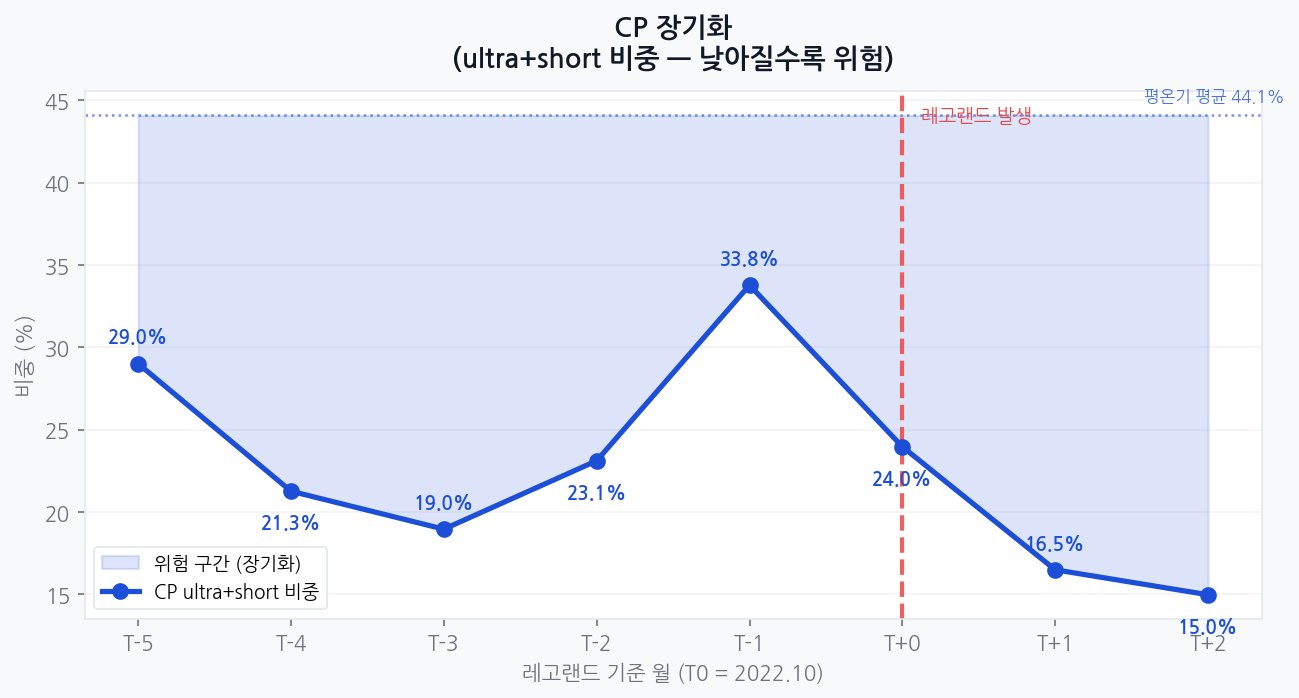 CP 장기화
(ultra+short 비중 — 낮아질수록 위험)
평온기 평균 44.1%
레고랜드 발생
45
40
35
30
25
20
15
비중 (%)
29.0%
21.3%
19.0%
23.1%
33.8%
24.0%
16.5%
15.0%
위험 구간 (장기화)
CP ultra+short 비중
T-5 T-4 T-3 T-2 T-1 T+0 T+1 T+2
레고랜드 기준 월 (T0 = 2022.10)